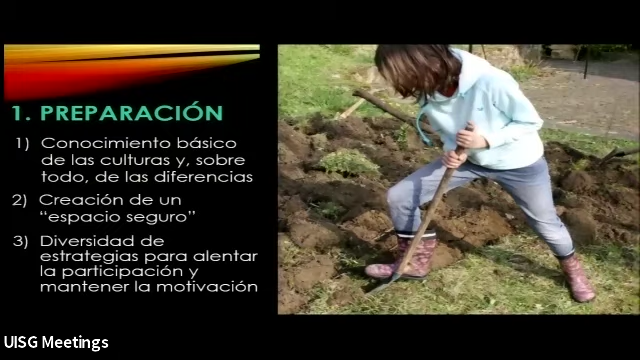 1. PREPARACIÓN
1) Conocimiento básico
de las culturas y, sobre
todo, de las diferencias
2) Creación de un
“espacio seguro”
3) Diversidad de
estrategias para alentar
la participación y
mantener la motivación
UISG Meetings